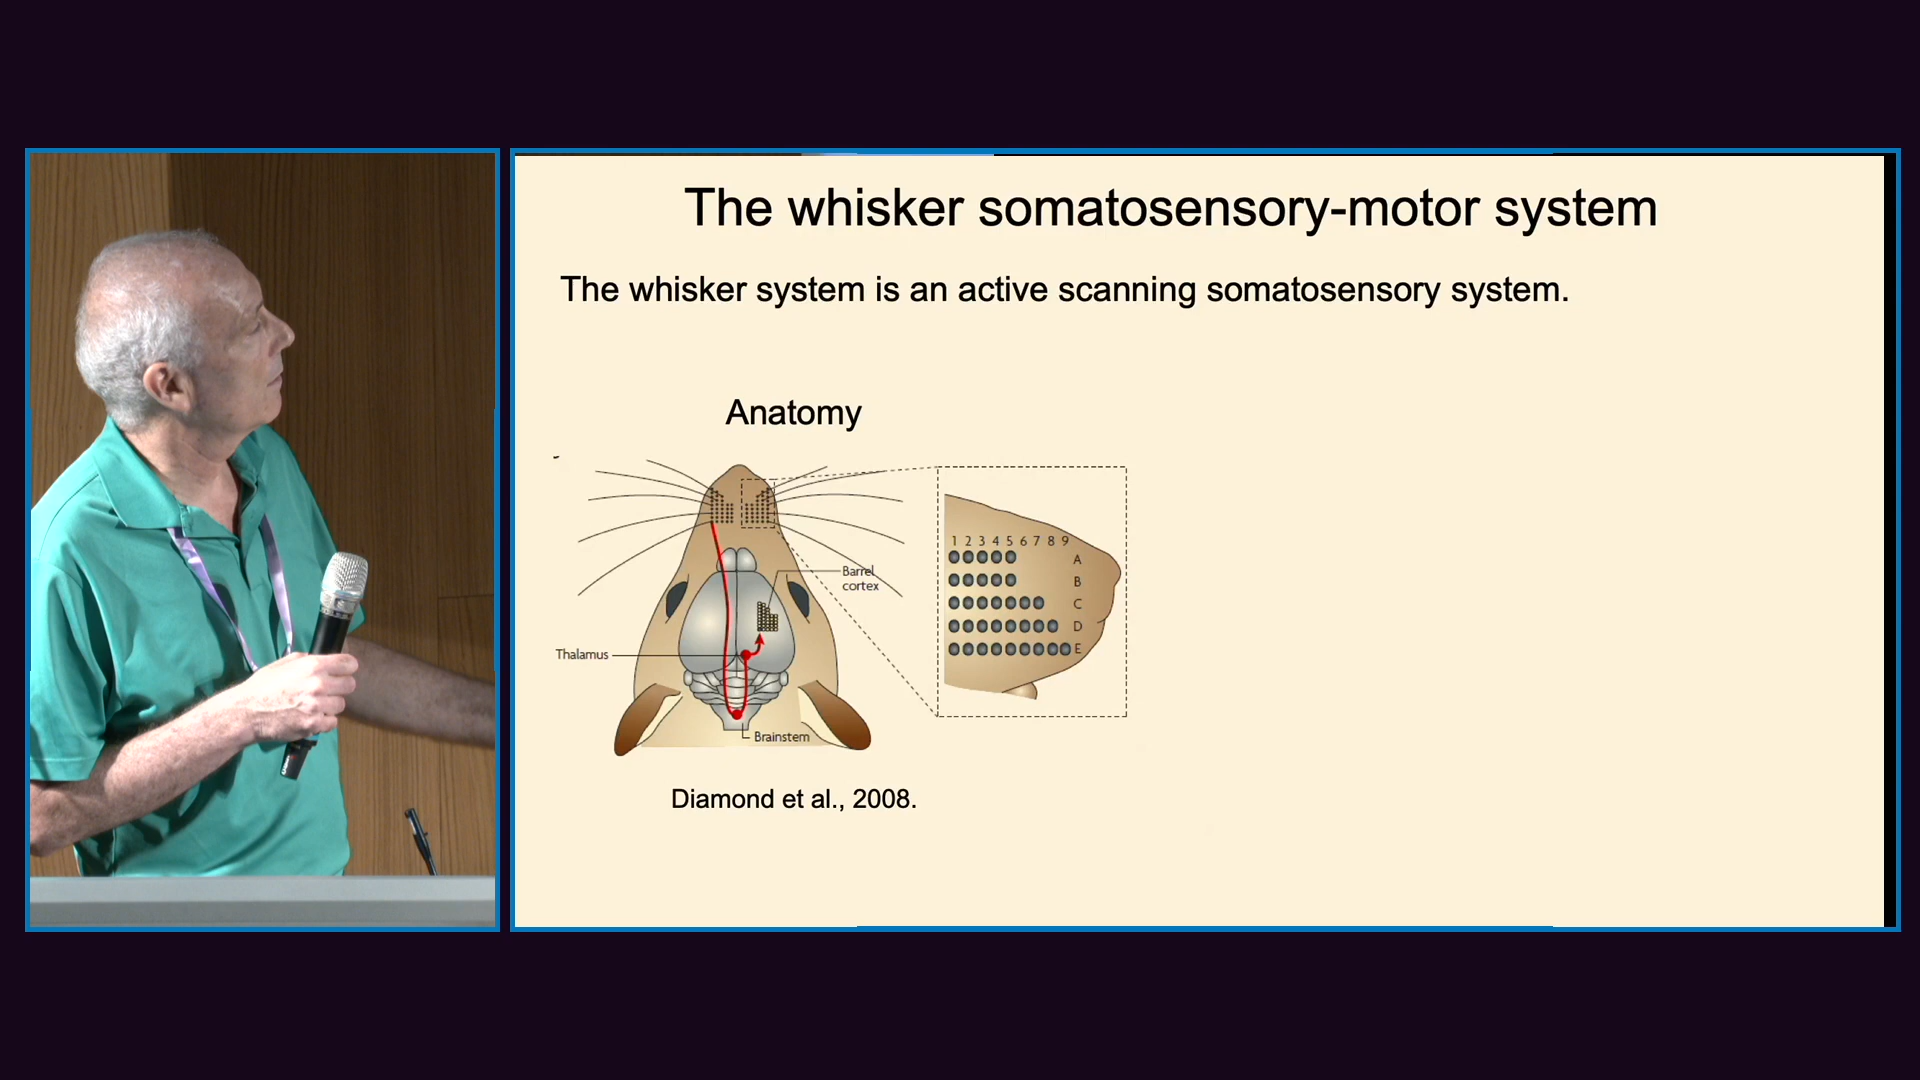 The whisker somatosensory-motor system
The whisker system is an active scanning somatosensory system.
Anatomy
Barrel
cortex
Thalamus
Brainstem
1 2 3 4 5 6 7 8 9
A
B
C
D
E
Diamond et al., 2008.